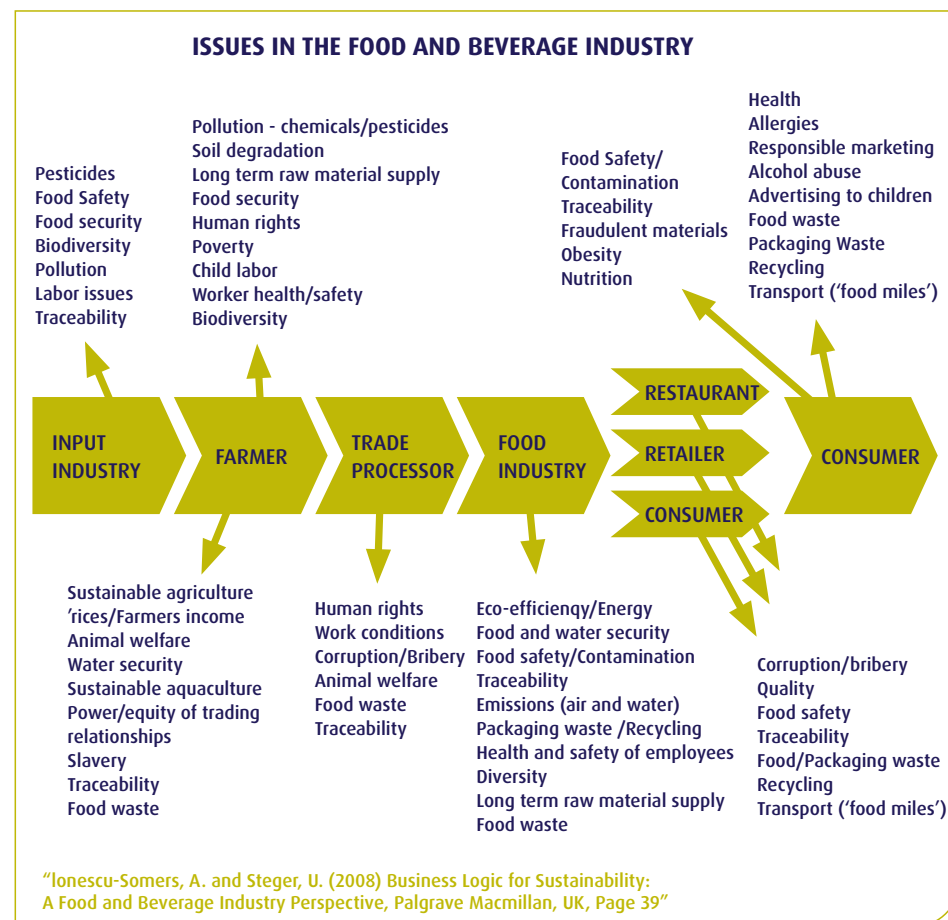 ISSUES IN THE FOOD AND BEVERAGE INDUSTRY
Pesticides
Food Safety
Food security
Biodiversity
Pollution
Labor issues
Traceability
Pollution - chemicals/pesticides
Soil degradation
Long term raw material supply
Food security
Human rights
Poverty
Child labor
Worker health/safety
Biodiversity
Food Safety/
Contamination
Traceability
Fraudulent materials
Obesity
Nutrition
Health
Allergies
Responsible marketing
Alcohol abuse
Advertising to children
Food waste
Packaging Waste
Recycling
Transport (‘food miles’)
INPUT
INDUSTRY
FARMER
TRADE
PROCESSOR
FOOD
INDUSTRY
RESTAURANT
RETAILER
CONSUMER
CONSUMER
Sustainable agriculture
’rices/Farmers income
Animal welfare
Water security
Sustainable aquaculture
Power/equity of trading
relationships
Slavery
Traceability
Food waste
Human rights
Work conditions
Corruption/Bribery
Animal welfare
Food waste
Traceability
Eco-efficienqy/Energy
Food and water security
Food safety/Contamination
Traceability
Emissions (air and water)
Packaging waste /Recycling
Health and safety of employees
Diversity
Long term raw material supply
Food waste
Corruption/bribery
Quality
Food safety
Traceability
Food/Packaging waste
Recycling
Transport (‘food miles’)
“lonescu-Somers, A. and Steger, U. (2008) Business Logic for Sustainability:
A Food and Beverage Industry Perspective, Palgrave Macmillan, UK, Page 39”